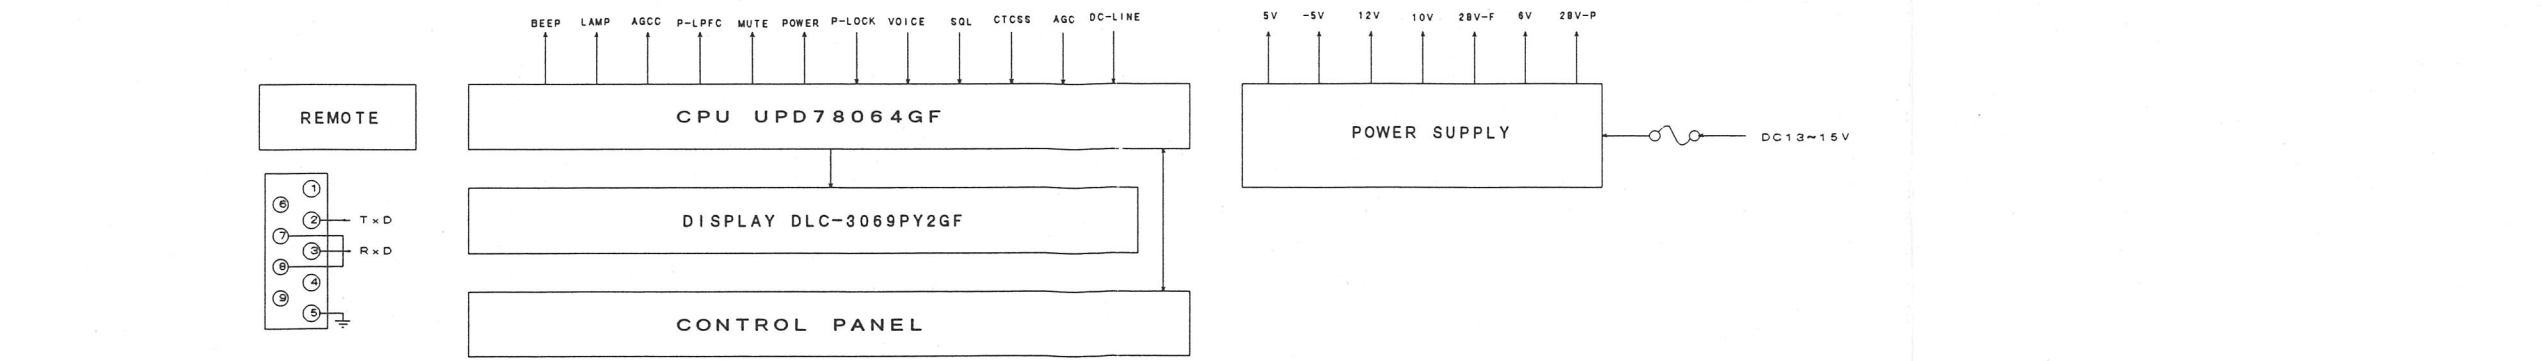 BEEP LAMP AGCC P-LPFC MUTE POWER P-LOCK VOICE SQL CTCSS AGC DC-LINE
5V -5V 12V 10V 28V-F 6V 28V-P
REMOTE
CPU UPD78064GF
POWER SUPPLY
DC13~15V
1
6
2 TxD
7
3 RxD
8
4
9
5
DISPLAY DLC-3069PY2GF
CONTROL PANEL